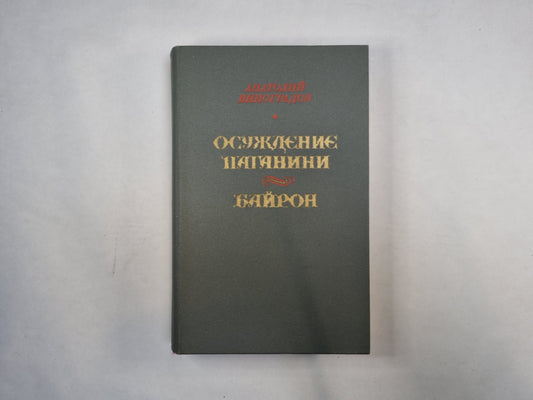 АНАТОЛИЙ
ВИНОГРАДОВ
ОСУЖДЕНИЕ
ПАГАНИНИ
БАЙРОН